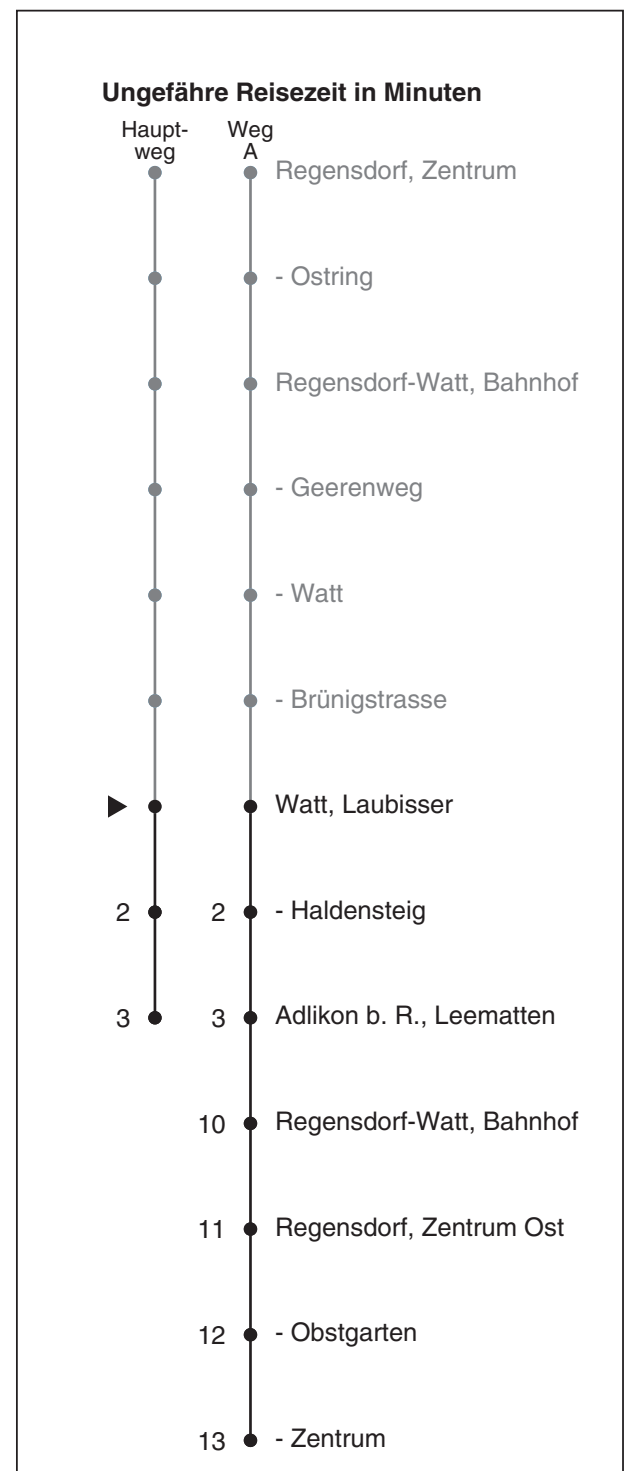 Ungefähre Reisezeit in Minuten
Haupt-
weg
Weg
A
Regensdorf, Zentrum
- Ostring
Regensdorf-Watt, Bahnhof
- Geerenweg
- Watt
- Brünigstrasse
Watt, Laubisser
2 2 - Haldensteig
3 3 Adlikon b. R., Leematten
10 Regensdorf-Watt, Bahnhof
11 Regensdorf, Zentrum Ost
12 - Obstgarten
13 - Zentrum